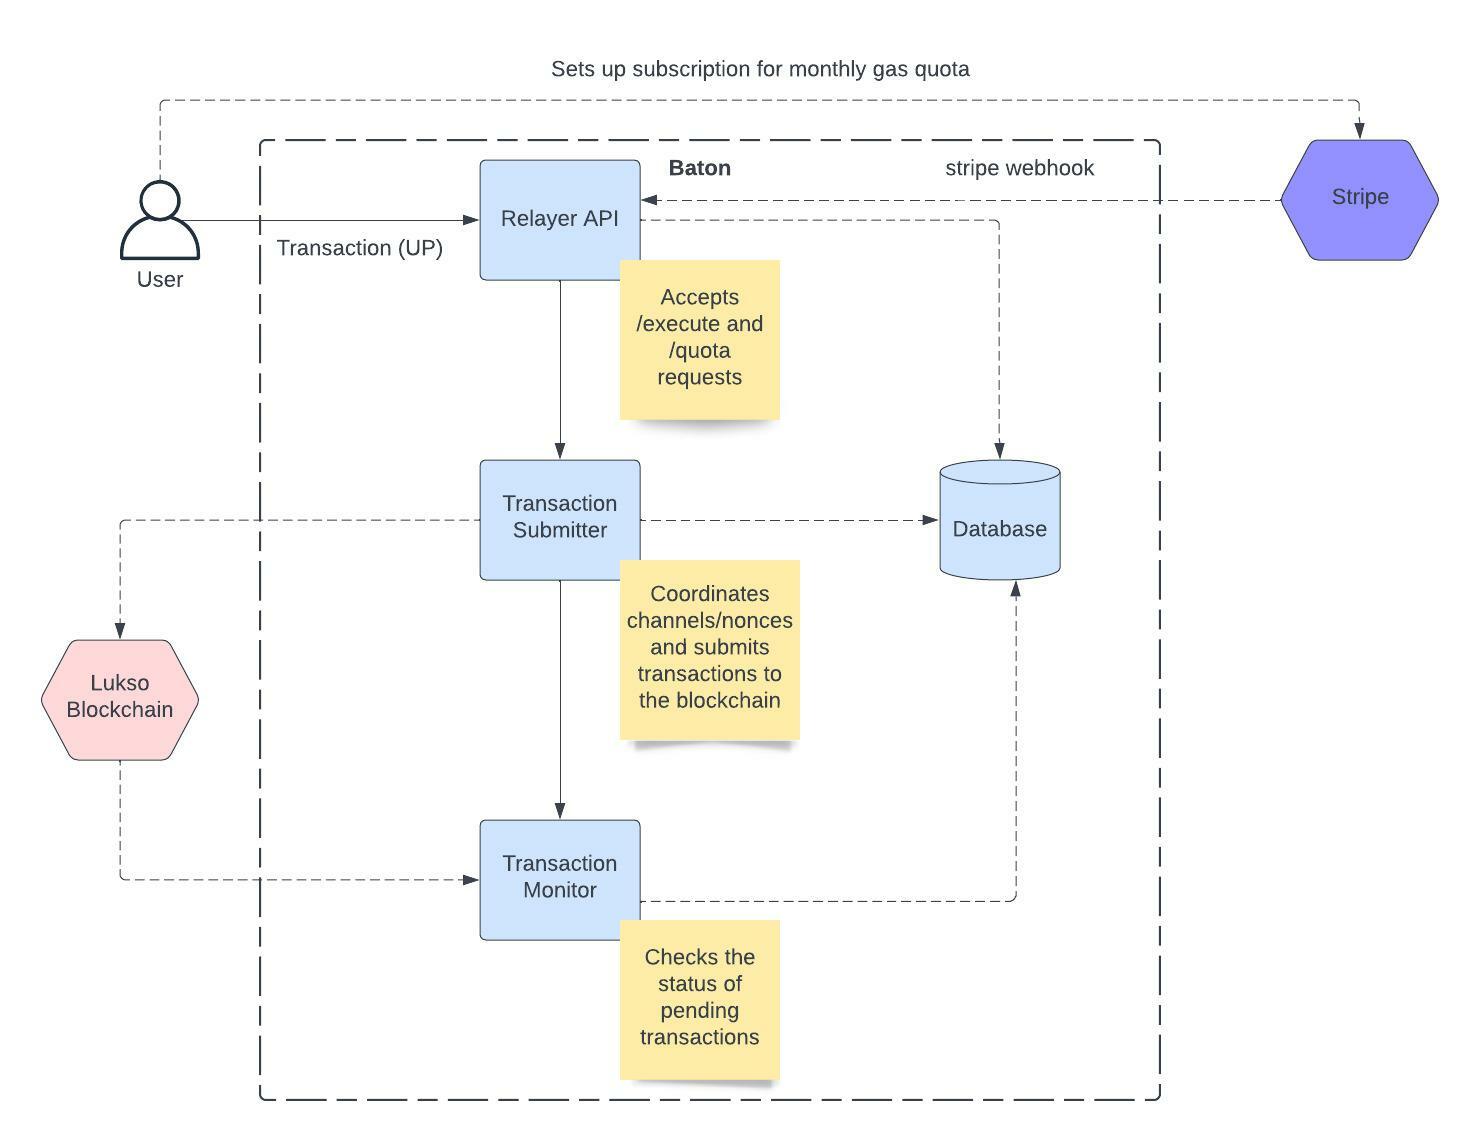 Sets up subscription for monthly gas quota
Baton
stripe webhook
Relayer API
Stripe
Transaction (UP)
User
Accepts
/execute and
/quota
requests
Transaction
Submitter
Database
Coordinates
channels/nonces
and submits
transactions to
the blockchain
Lukso
Blockchain
Transaction
Monitor
Checks the
status of
pending
transactions